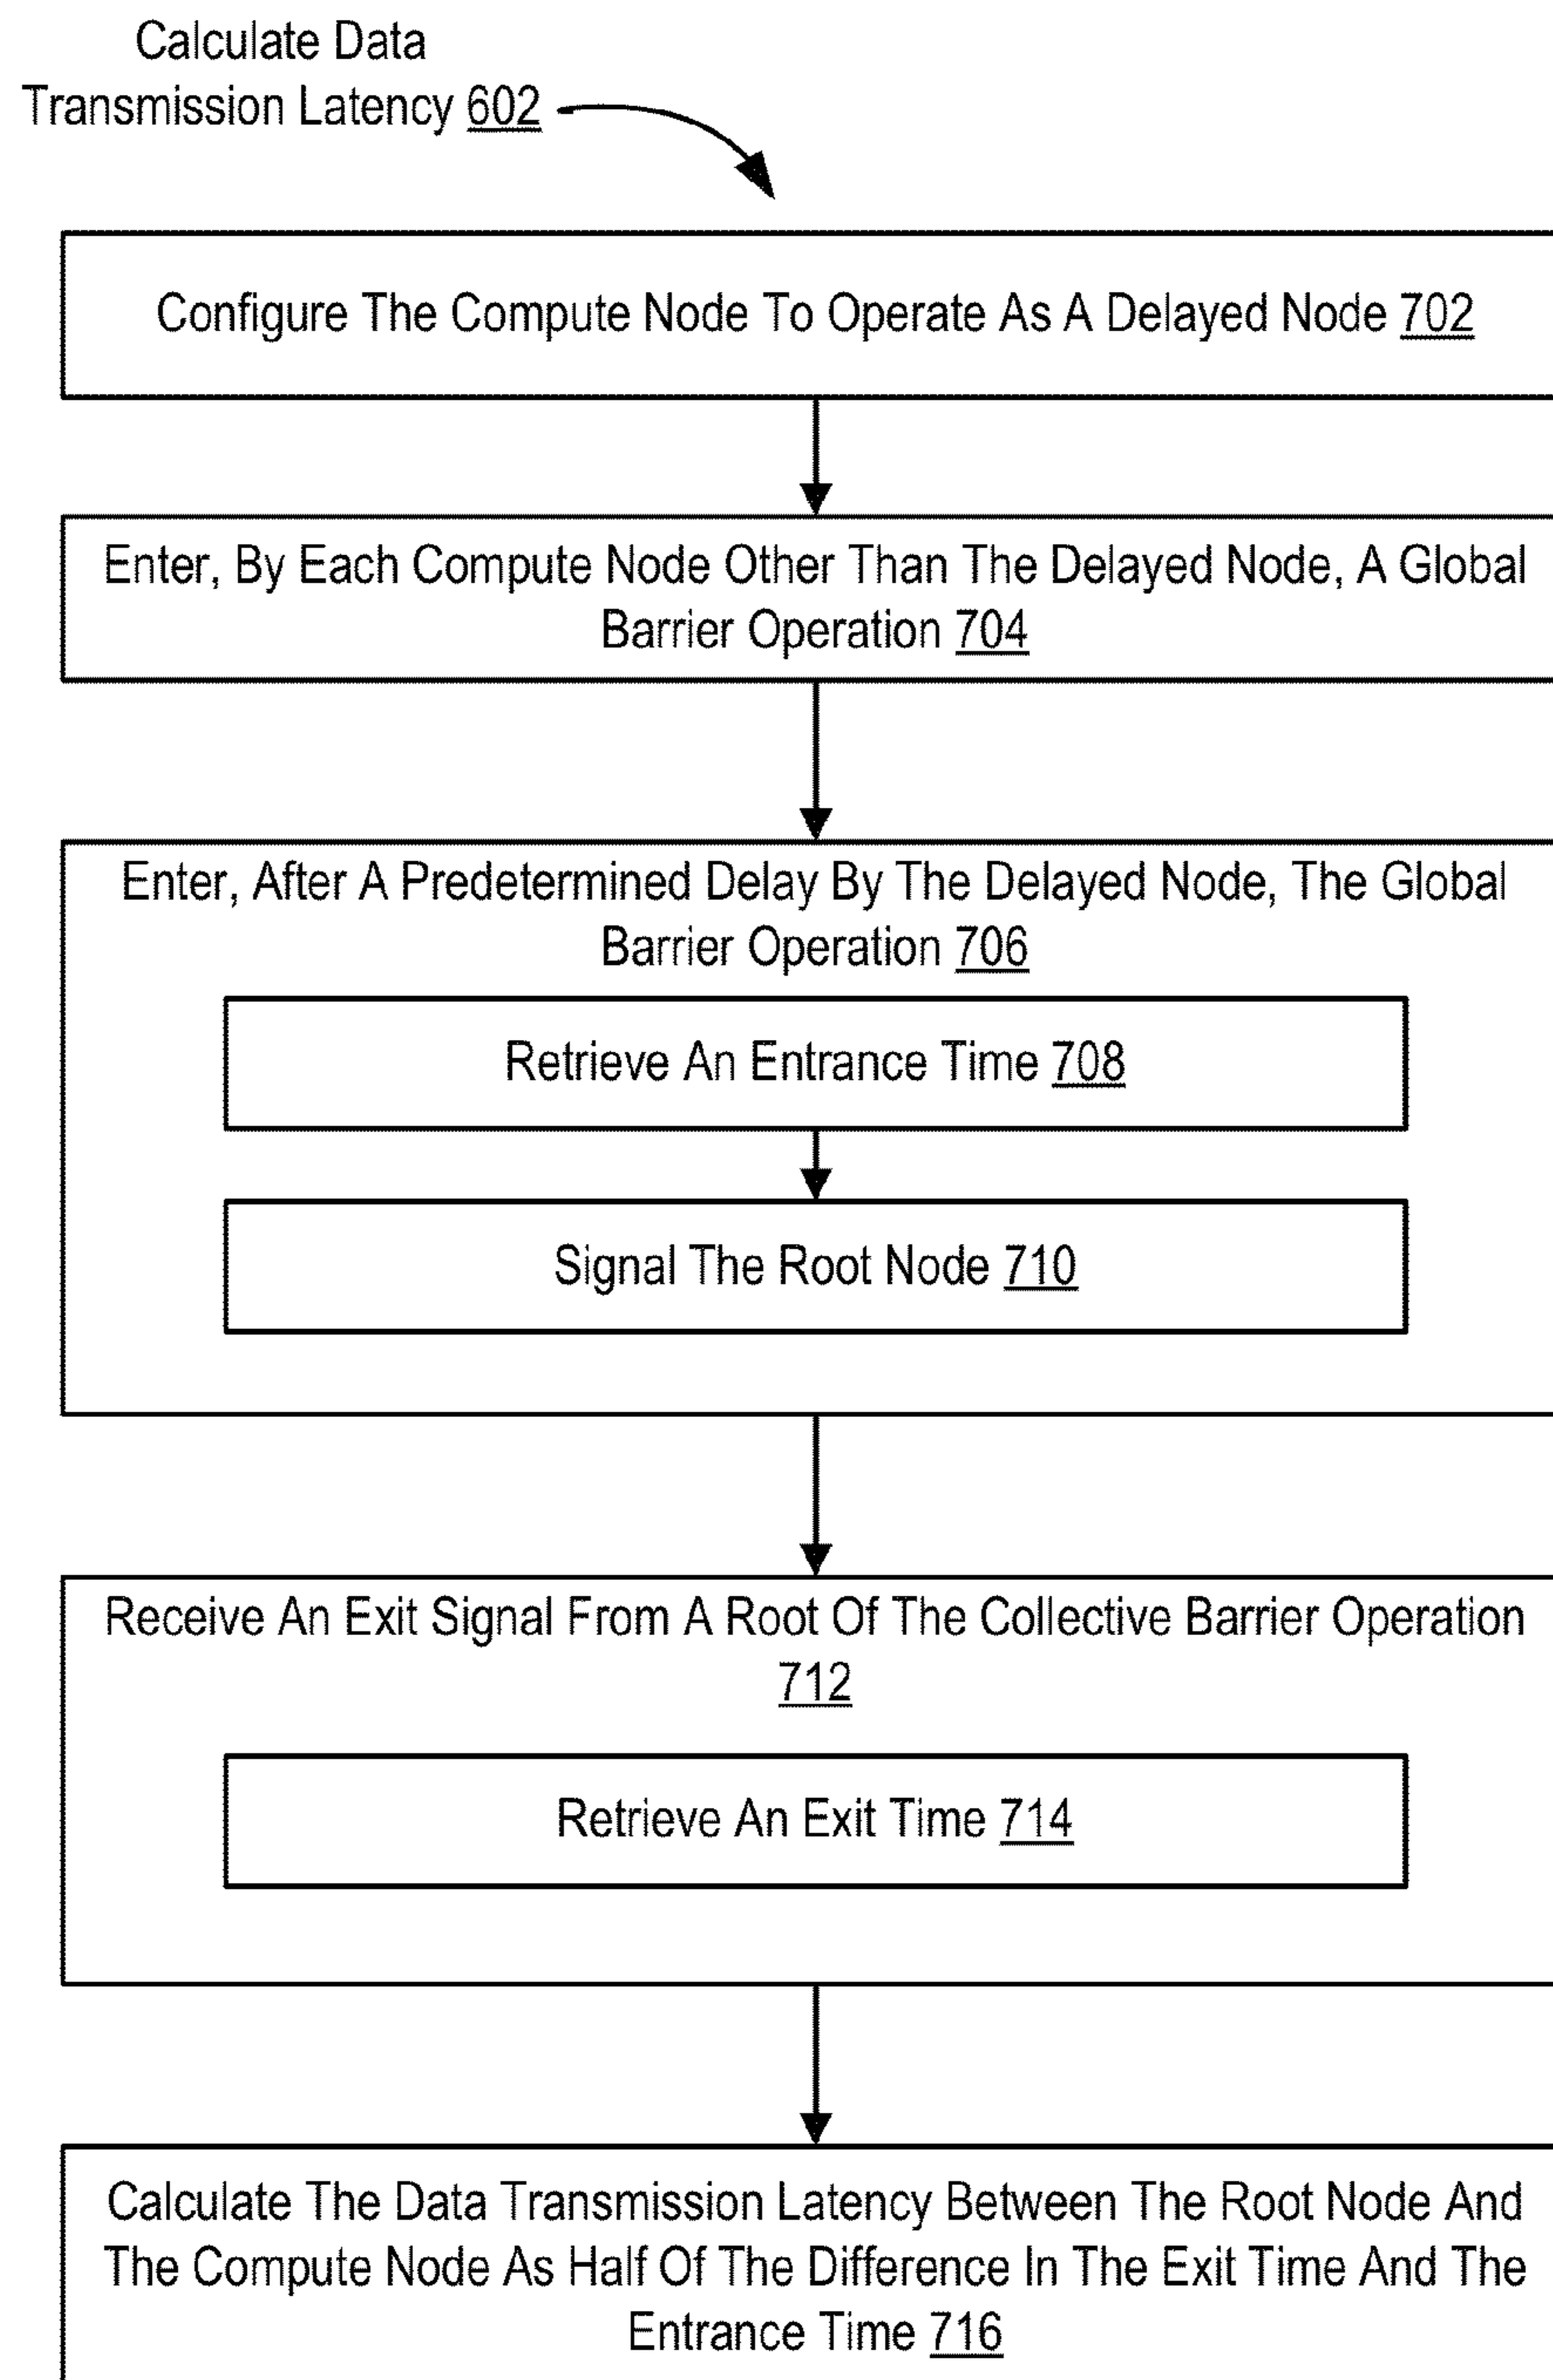 Calculate Data
Transmission Latency 602
Configure The Compute Node To Operate As A Delayed Node 702
Enter, By Each Compute Node Other Than The Delayed Node, A Global
Barrier Operation 704
Enter, After A Predetermined Delay By The Delayed Node, The Global
Barrier Operation 706
Retrieve An Entrance Time 708
Signal The Root Node 710
Receive An Exit Signal From A Root Of The Collective Barrier Operation
712
Retrieve An Exit Time 714
Calculate The Data Transmission Latency Between The Root Node And
The Compute Node As Half Of The Difference In The Exit Time And The
Entrance Time 716